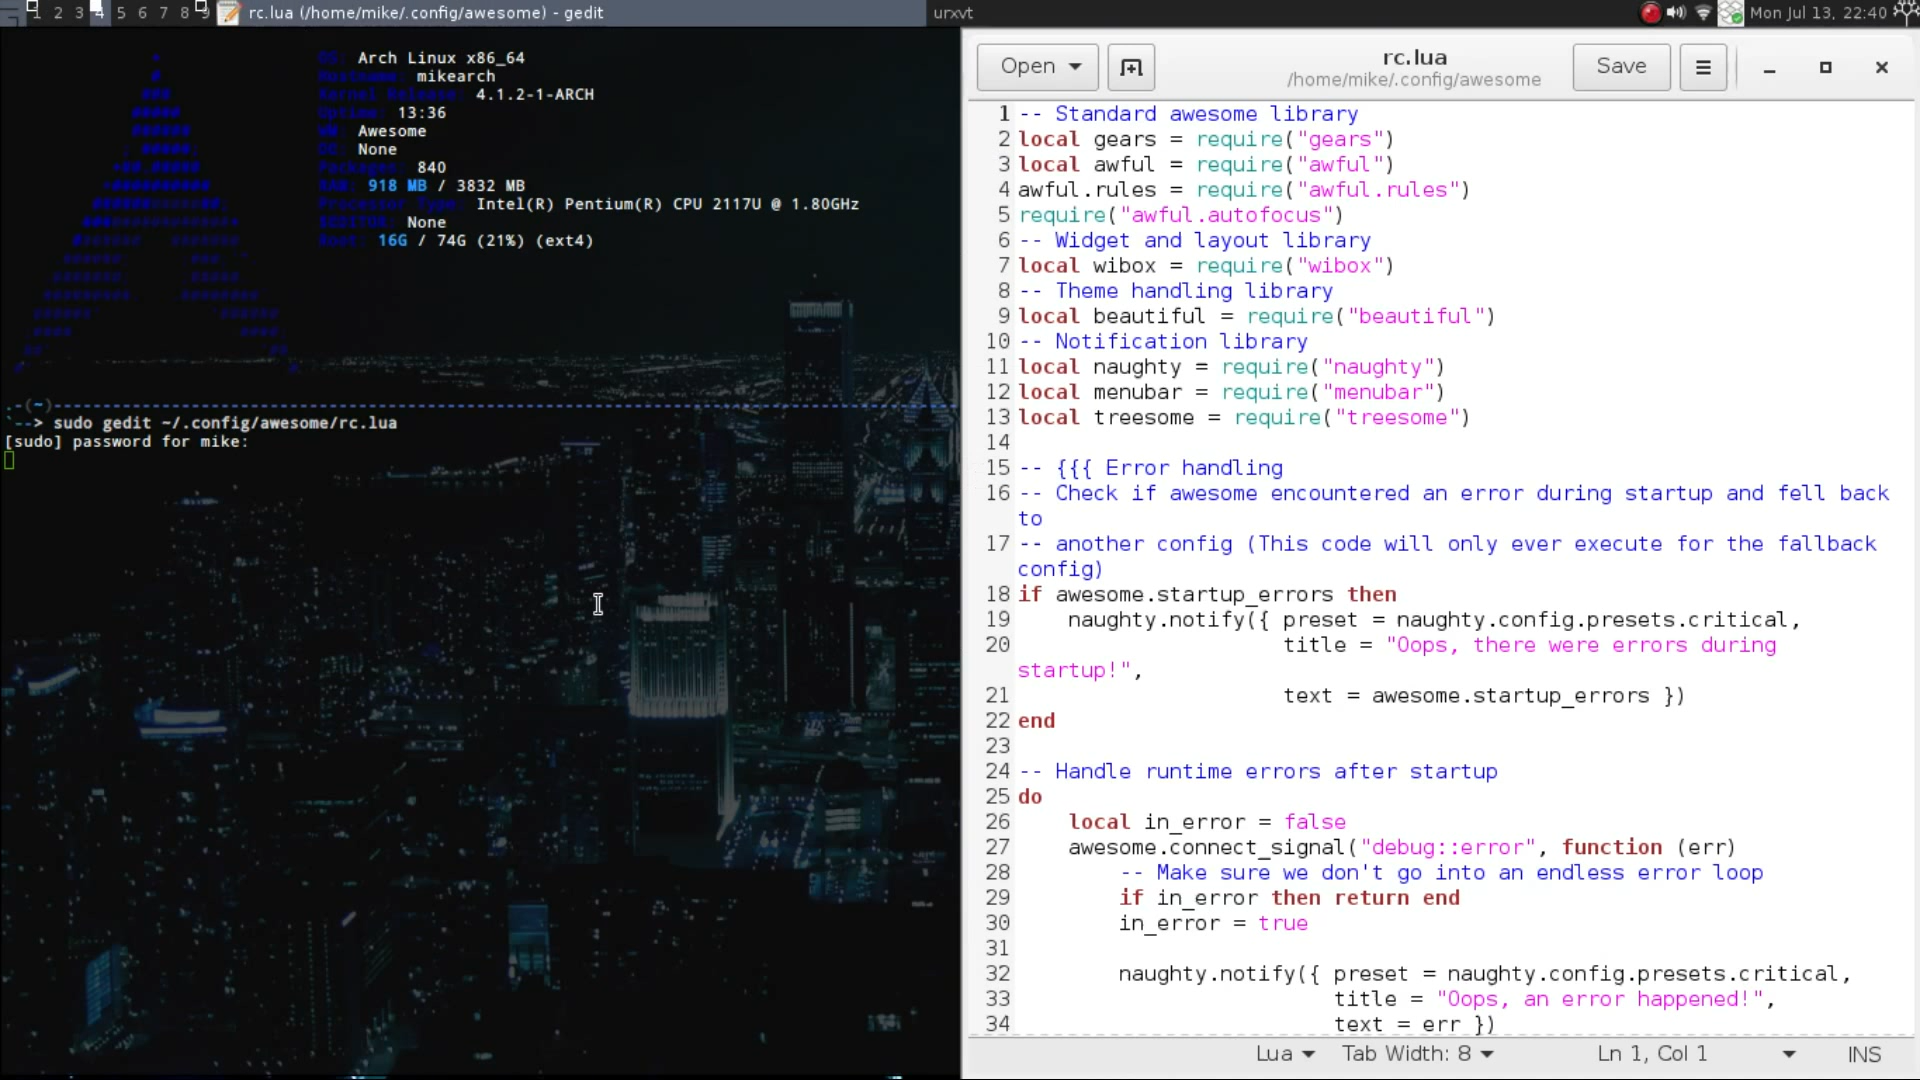 1 2 3 4 5 6 7 8 9 rc.lua (/home/mike/.config/awesome) - gedit
urxvt
Mon Jul 13, 22:40
OS: Arch Linux x86_64
Hostname: mikearch
Kernel Release: 4.1.2-1-ARCH
Uptime: 13:36
WM: Awesome
DE: None
Packages: 840
RAM: 918 MB / 3832 MB
Processor Type: Intel(R) Pentium(R) CPU 2117U @ 1.80GHz
$EDITOR: None
Root: 16G / 74G (21%) (ext4)
.-(~)------------------------------------------------------------
`--> sudo gedit ~/.config/awesome/rc.lua
[sudo] password for mike:
Open
rc.lua
/home/mike/.config/awesome
Save
1 -- Standard awesome library
2 local gears = require("gears")
3 local awful = require("awful")
4 awful.rules = require("awful.rules")
5 require("awful.autofocus")
6 -- Widget and layout library
7 local wibox = require("wibox")
8 -- Theme handling library
9 local beautiful = require("beautiful")
10 -- Notification library
11 local naughty = require("naughty")
12 local menubar = require("menubar")
13 local treesome = require("treesome")
14
15 -- {{{ Error handling
16 -- Check if awesome encountered an error during startup and fell back
to
17 -- another config (This code will only ever execute for the fallback
config)
18 if awesome.startup_errors then
19     naughty.notify({ preset = naughty.config.presets.critical,
20                      title = "Oops, there were errors during
startup!",
21                      text = awesome.startup_errors })
22 end
23
24 -- Handle runtime errors after startup
25 do
26     local in_error = false
27     awesome.connect_signal("debug::error", function (err)
28         -- Make sure we don't go into an endless error loop
29         if in_error then return end
30         in_error = true
31
32         naughty.notify({ preset = naughty.config.presets.critical,
33                          title = "Oops, an error happened!",
34                          text = err })
Lua Tab Width: 8 Ln 1, Col 1 INS